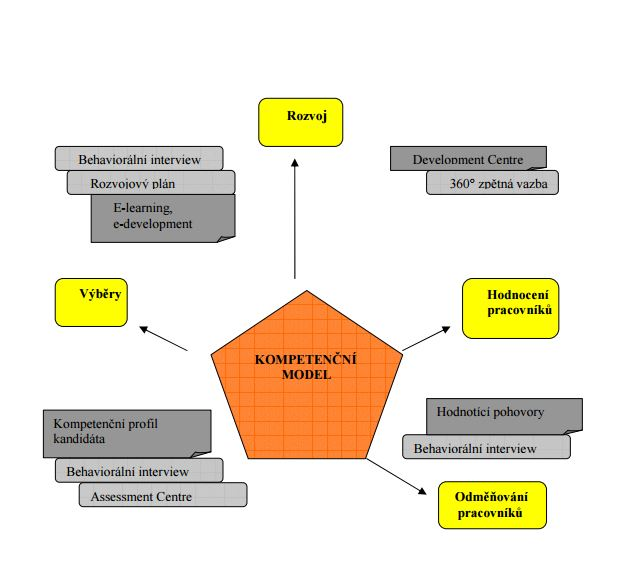 Rozvoj
Behaviorální interview
Rozvojový plán
E-learning,
e-development
Development Centre
360° zpětná vazba
Výběry
Hodnocení
pracovníků
KOMPETENČNÍ
MODEL
Kompetenční profil
kandidáta
Behaviorální interview
Assessment Centre
Hodnotící pohovory
Behaviorální interview
Odměňování
pracovníků